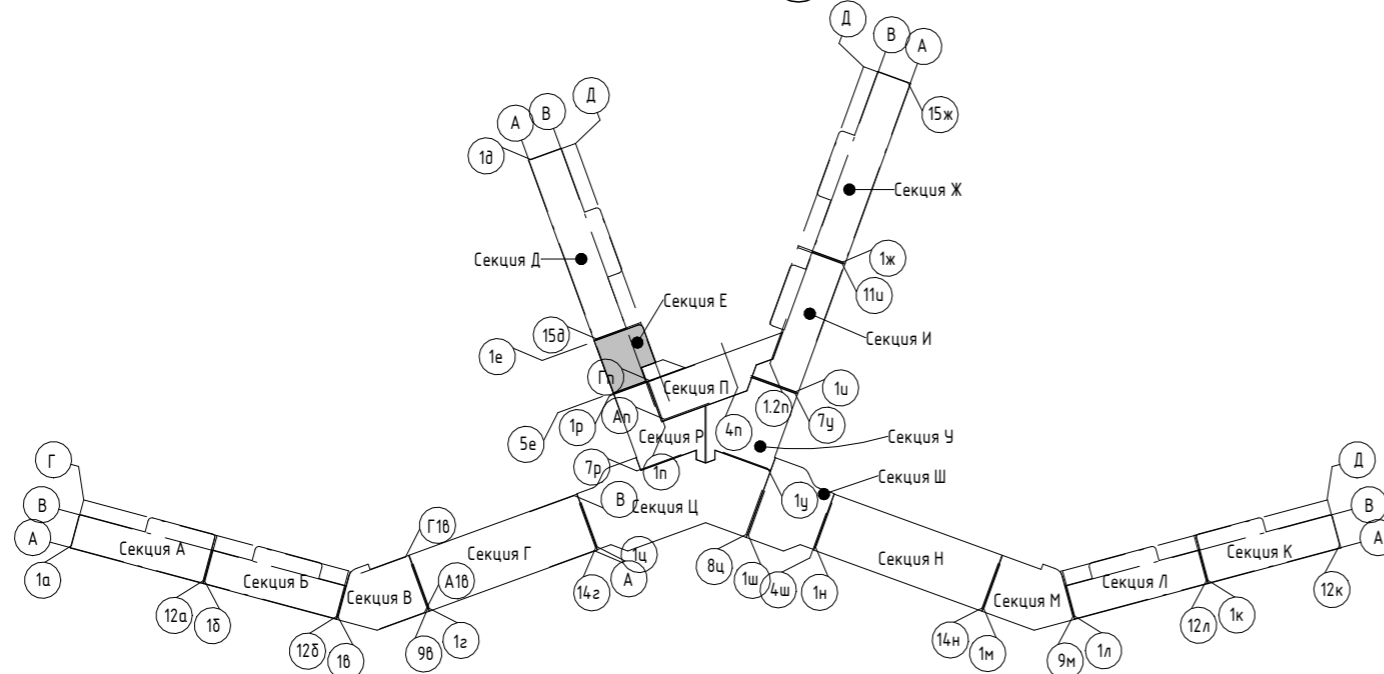 Д
В
А
Д
В
А
15ж
1д
Секция Ж
Секция Д
1ж
11и
Секция Е
15д
Секция И
1е
Гп
Секция П
1и
1.2п
7у
Ап
1р
5е
4п
Секция Р
Секция У
7р
1п
Г
Д
Секция Ш
В
В
Секция Ц
1у
В
А
Г1в
А
Секция А
Секция Г
Секция К
Секция Н
1ц
Секция Б
Секция Л
1а
А1в
14г
А
8ц
1ш
4ш
1н
12к
Секция В
Секция М
12а
1б
12л
1к
12б
1в
9в
1г
14н
1м
9м
1л